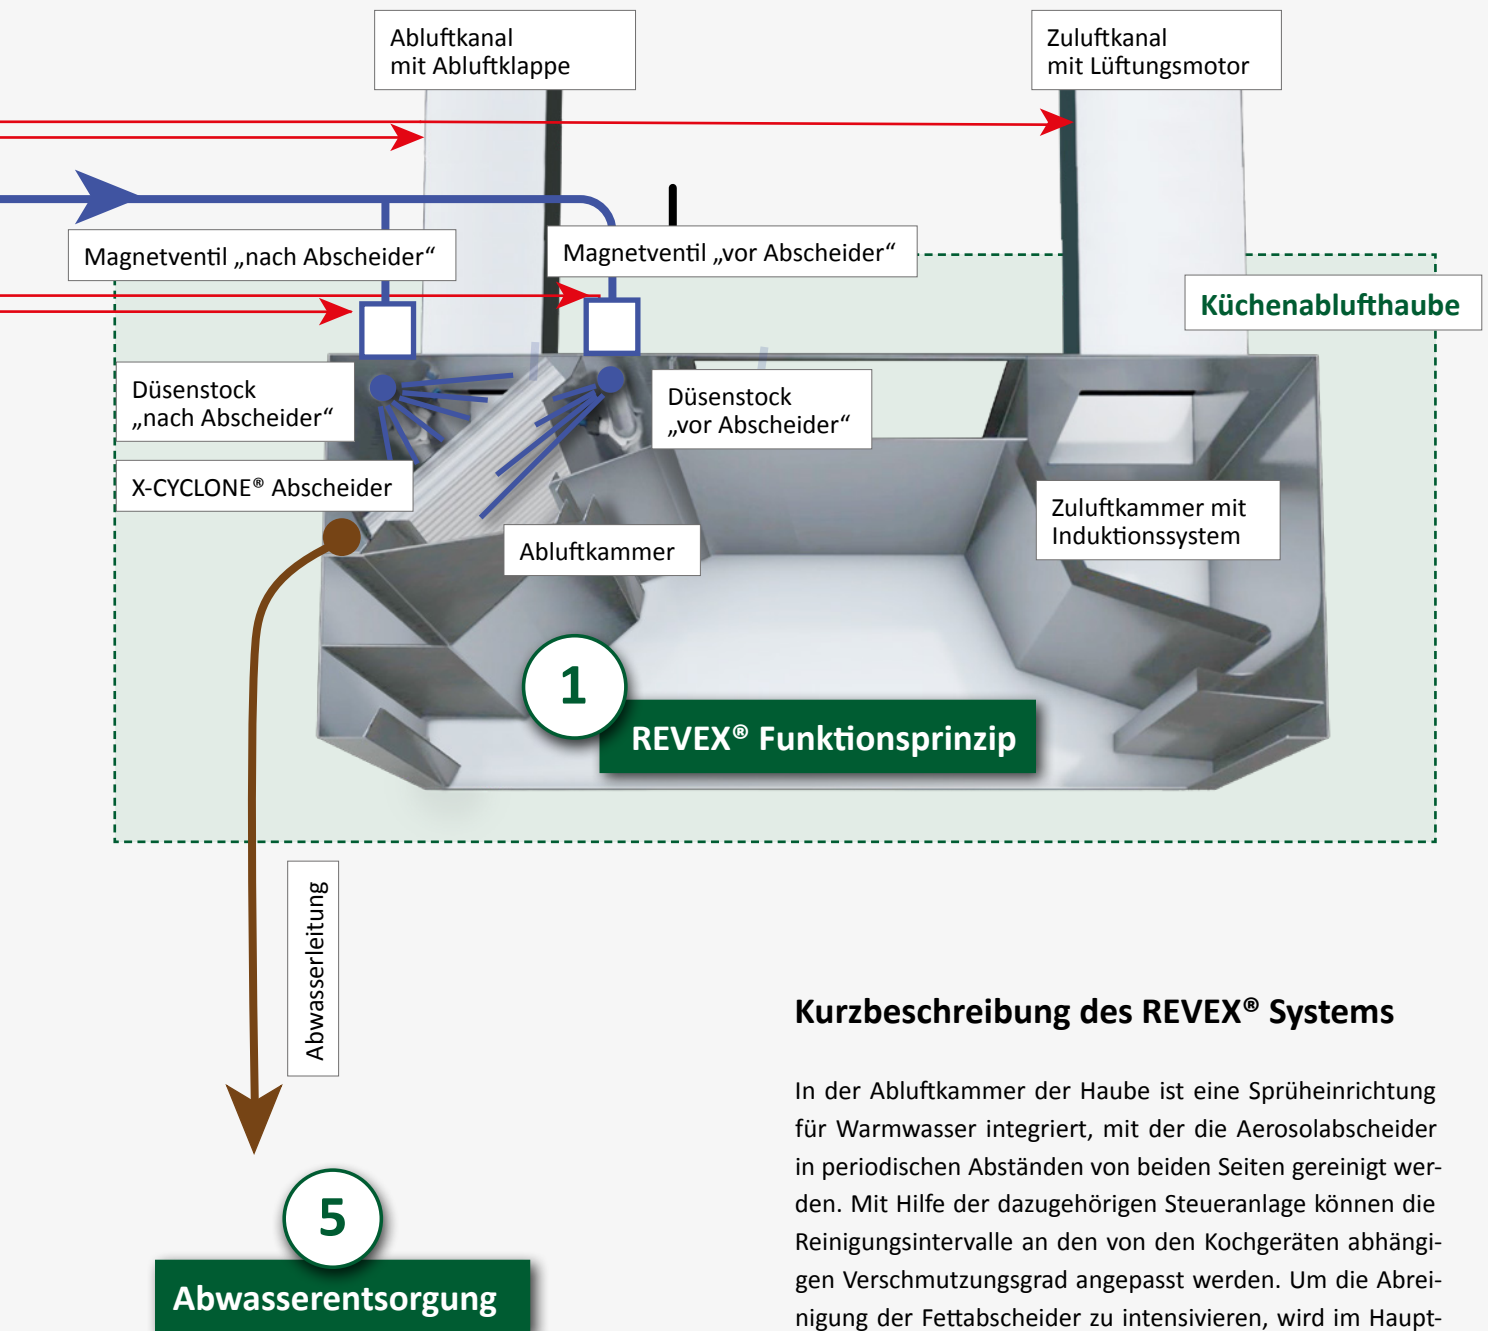 Abluftkanal
mit Abluftklappe
Zuluftkanal
mit Lüftungsmotor
Magnetventil „nach Abscheider“
Magnetventil „vor Abscheider“
Küchenablufthaube
Düsenstock
„nach Abscheider“
Düsenstock
„vor Abscheider“
X-CYCLONE® Abscheider
Abluftkammer
Zuluftkammer mit
Induktionssystem
1
REVEX® Funktionsprinzip
Abwasserleitung
5
Abwasserentsorgung
Kurzbeschreibung des REVEX® Systems
In der Abluftkammer der Haube ist eine Sprüheinrichtung
für Warmwasser integriert, mit der die Aerosolabscheider
in periodischen Abständen von beiden Seiten gereinigt wer-
den. Mit Hilfe der dazugehörigen Steueranlage können die
Reinigungsintervalle an den von den Kochgeräten abhängi-
gen Verschmutzungsgrad angepasst werden. Um die Abrei-
nigung der Fettabscheider zu intensivieren, wird im Haupt-